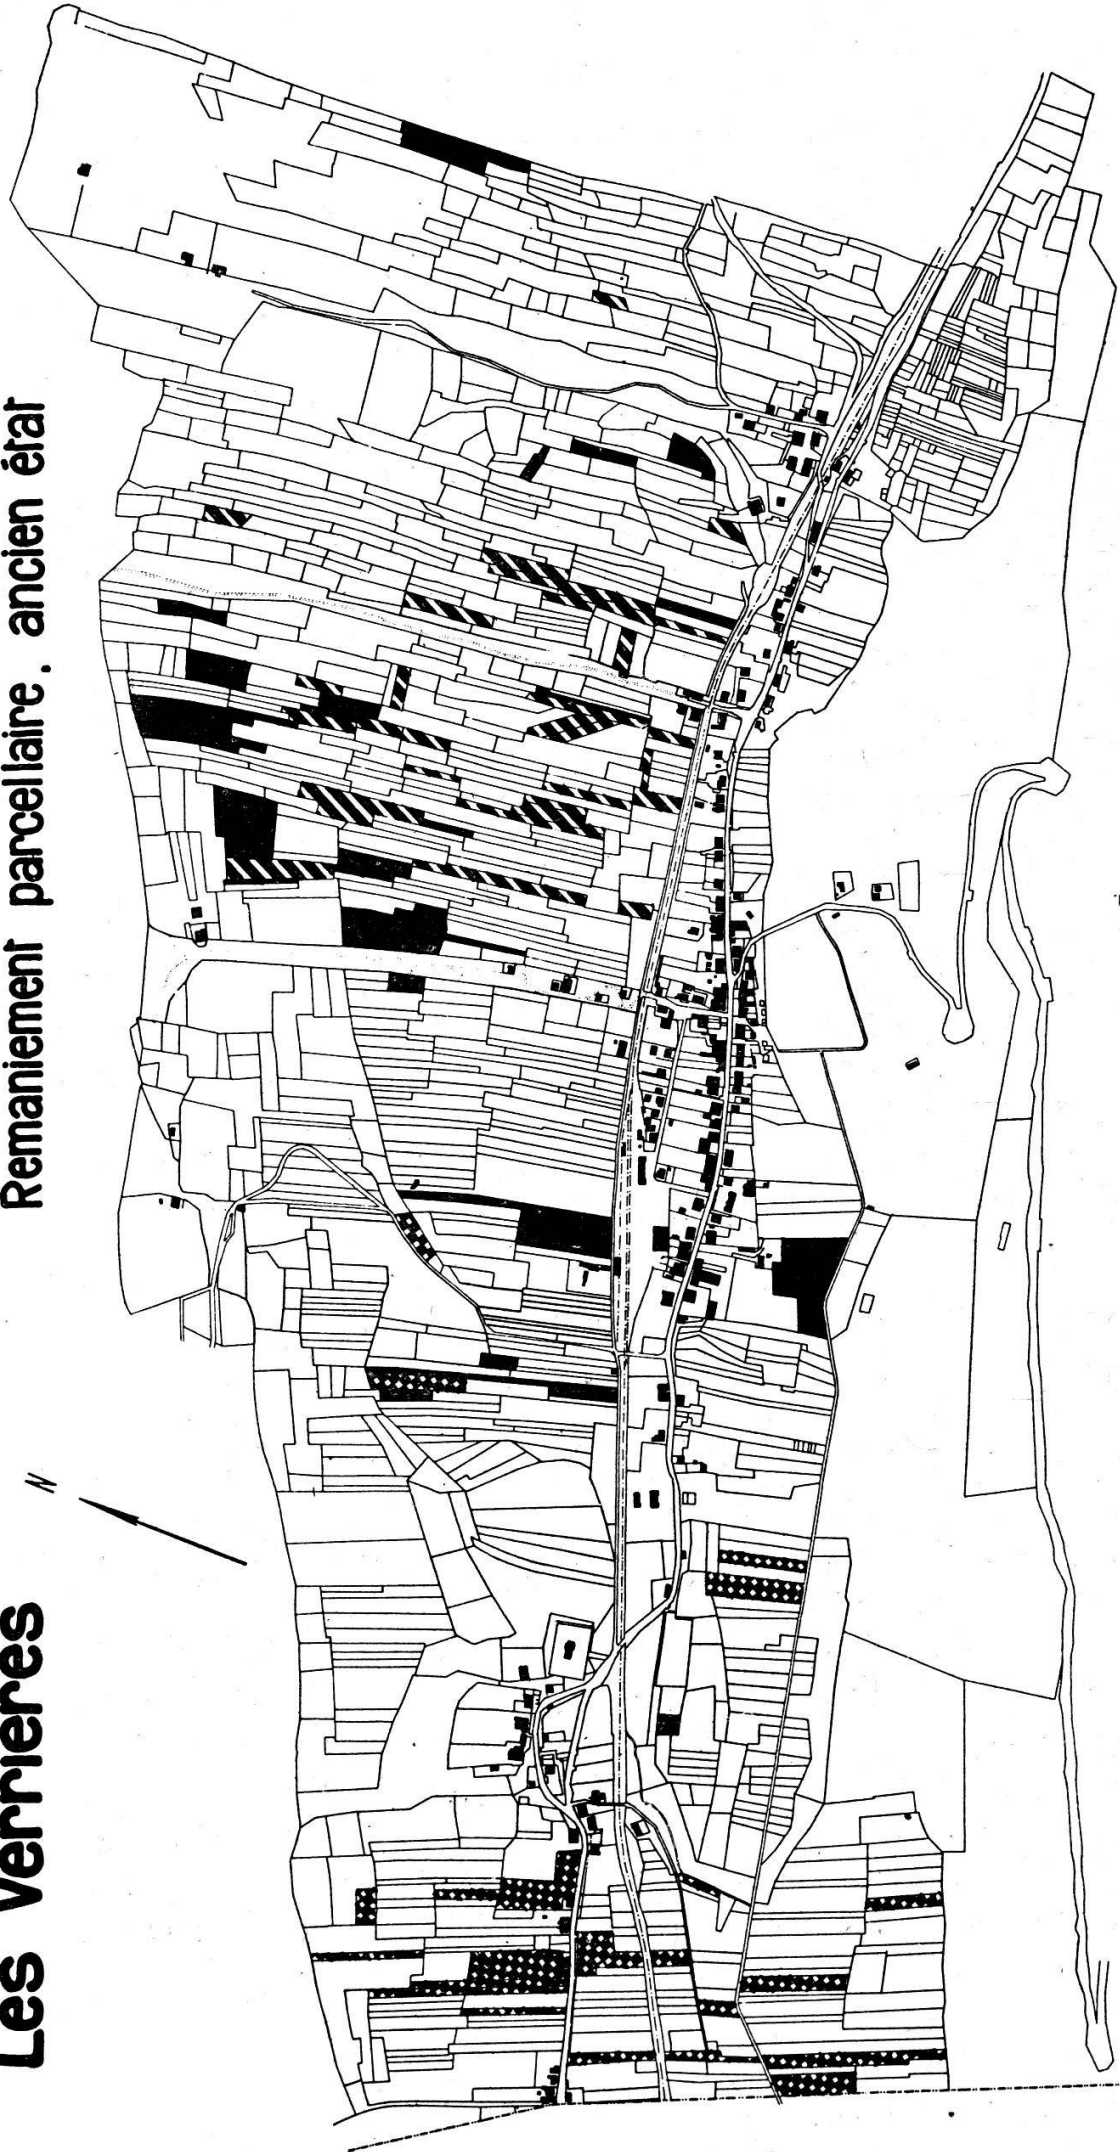 Les Verrières
Remaniement parcellaire . ancien état
N